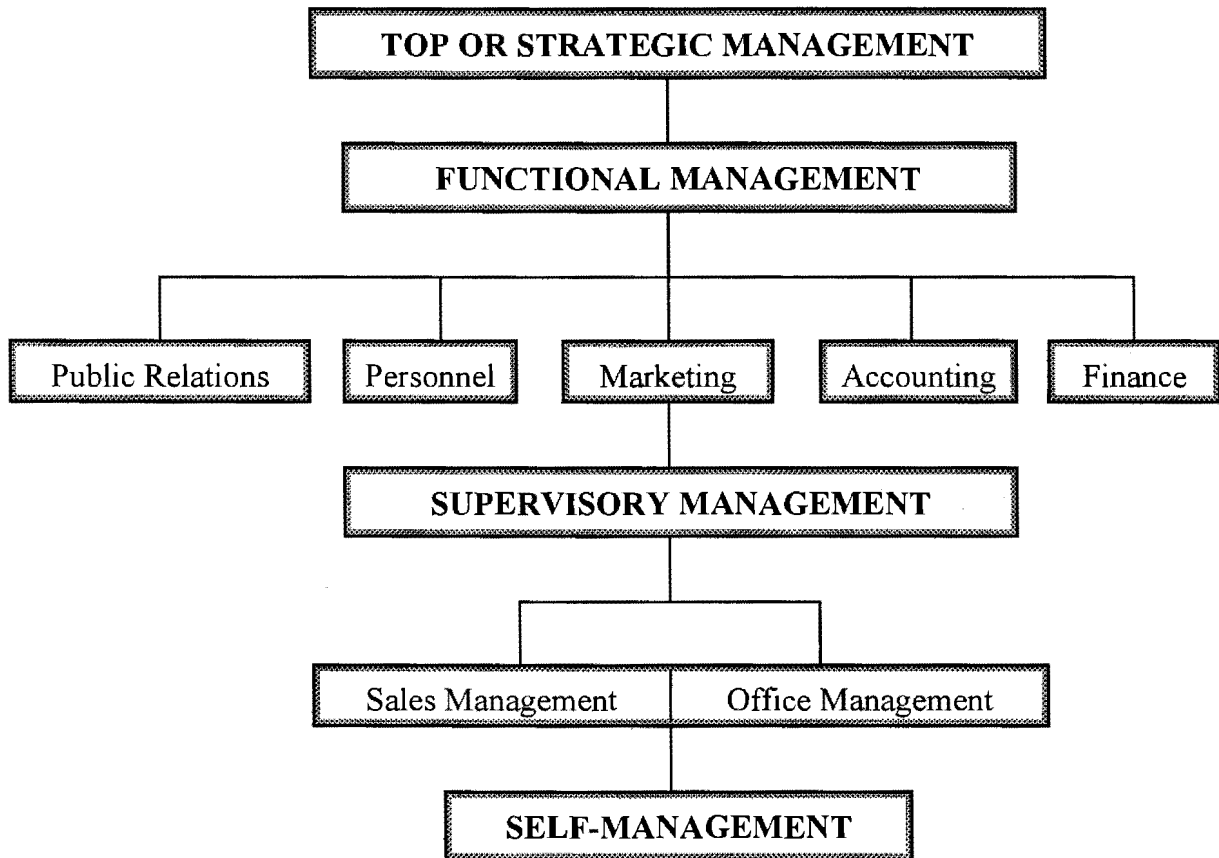 TOP OR STRATEGIC MANAGEMENT
FUNCTIONAL MANAGEMENT
Public Relations
Personnel
Marketing
Accounting
Finance
SUPERVISORY MANAGEMENT
Sales Management
Office Management
SELF-MANAGEMENT